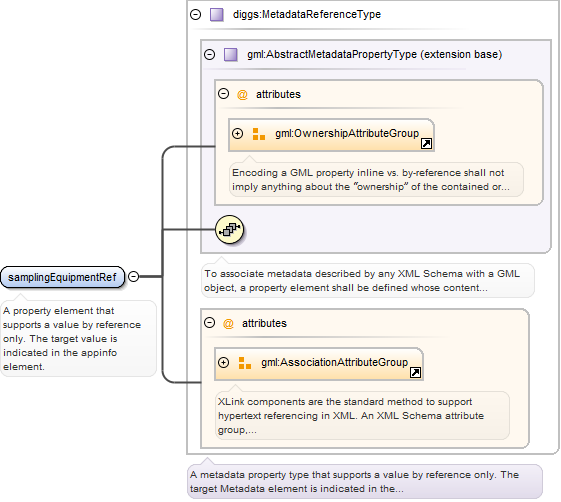 diggs:MetadataReferenceType
gml:AbstractMetadataPropertyType (extension base)
@ attributes
gml:OwnershipAttributeGroup
Encoding a GML property inline vs. by-reference shall not
imply anything about the "ownership" of the contained or...
samplingEquipmentRef
A property element that
supports a value by reference
only. The target value is
indicated in the appinfo
element.
To associate metadata described by any XML Schema with a GML
object, a property element shall be defined whose content...
@ attributes
gml:AssociationAttributeGroup
XLink components are the standard method to support
hypertext referencing in XML. An XML Schema attribute
group,...
A metadata property type that supports a value by reference only. The
target Metadata element is indicated in the...